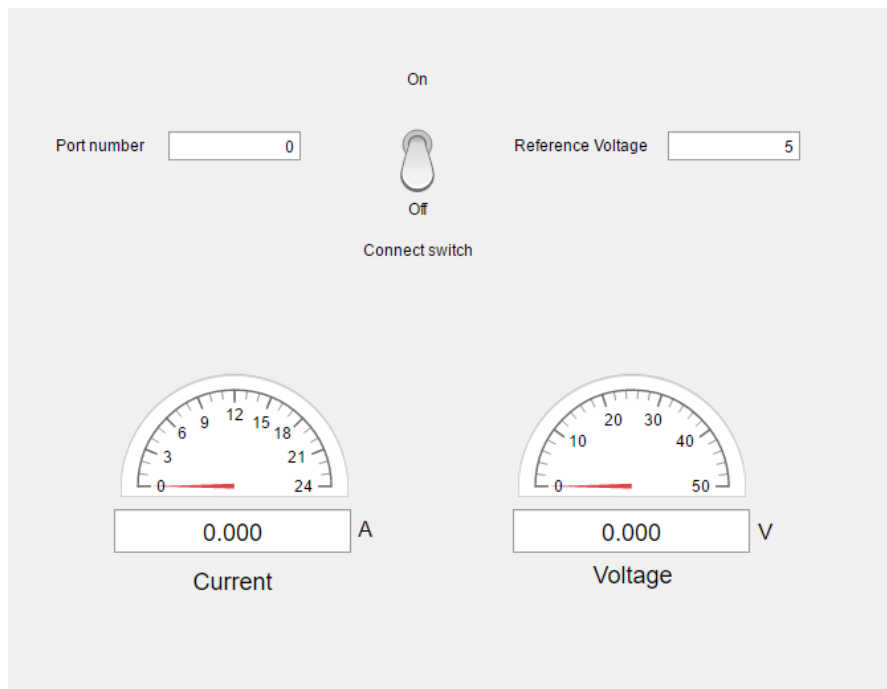 On
Port number 0 Reference Voltage 5
Off
Connect switch
0 3 6 9 12 15 18 21 24
0 10 20 30 40 50
0.000 A
0.000 V
Current
Voltage